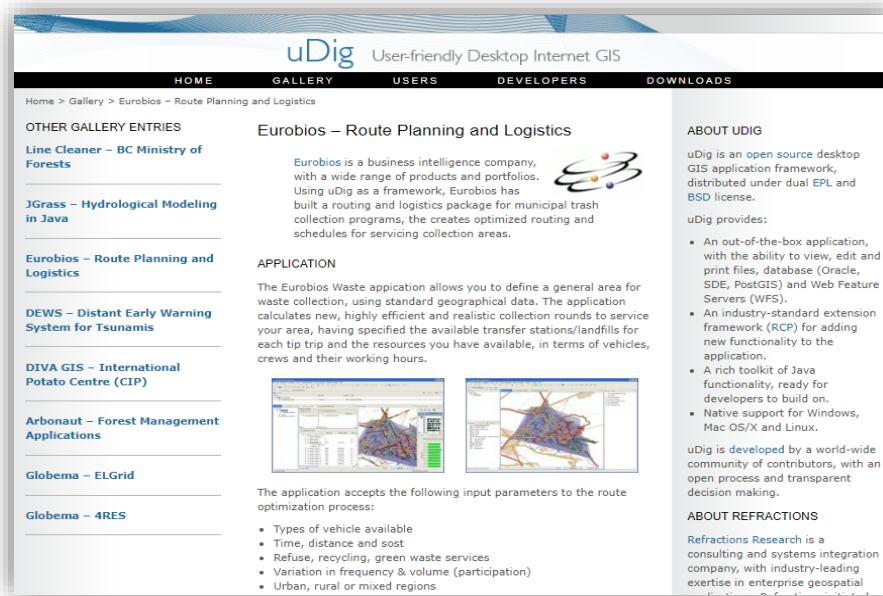 uDig User-friendly Desktop Internet GIS
HOME GALLERY USERS DEVELOPERS DOWNLOADS
Home > Gallery > Eurobios – Route Planning and Logistics
OTHER GALLERY ENTRIES
Line Cleaner – BC Ministry of
Forests
JGrass – Hydrological Modeling
in Java
Eurobios – Route Planning and
Logistics
DEWS – Distant Early Warning
System for Tsunamis
DIVA GIS – International
Potato Centre (CIP)
Arbonaut – Forest Management
Applications
Globema – ELGrid
Globema – 4RES
Eurobios – Route Planning and Logistics
Eurobios is a business intelligence company,
with a wide range of products and portfolios.
Using uDig as a framework, Eurobios has
built a routing and logistics package for municipal trash
collection programs, the creates optimized routing and
schedules for servicing collection areas.
APPLICATION
The Eurobios Waste appication allows you to define a general area for
waste collection, using standard geographical data. The application
calculates new, highly efficient and realistic collection rounds to service
your area, having specified the available transfer stations/landfills for
each tip trip and the resources you have available, in terms of vehicles,
crews and their working hours.
The application accepts the following input parameters to the route
optimization process:
• Types of vehicle available
• Time, distance and sost
• Refuse, recycling, green waste services
• Variation in frequency & volume (participation)
• Urban, rural or mixed regions
ABOUT UDIG
uDig is an open source desktop
GIS application framework,
distributed under dual EPL and
BSD license.
uDig provides:
• An out-of-the-box application,
with the ability to view, edit and
print files, database (Oracle,
SDE, PostGIS) and Web Feature
Servers (WFS).
• An industry-standard extension
framework (RCP) for adding
new functionality to the
application.
• A rich toolkit of Java
functionality, ready for
developers to build on.
• Native support for Windows,
Mac OS/X and Linux.
uDig is developed by a world-wide
community of contributors, with an
open process and transparent
decision making.
ABOUT REFRACTIONS
Refractions Research is a
consulting and systems integration
company, with industry-leading
exertise in enterprise geospatial